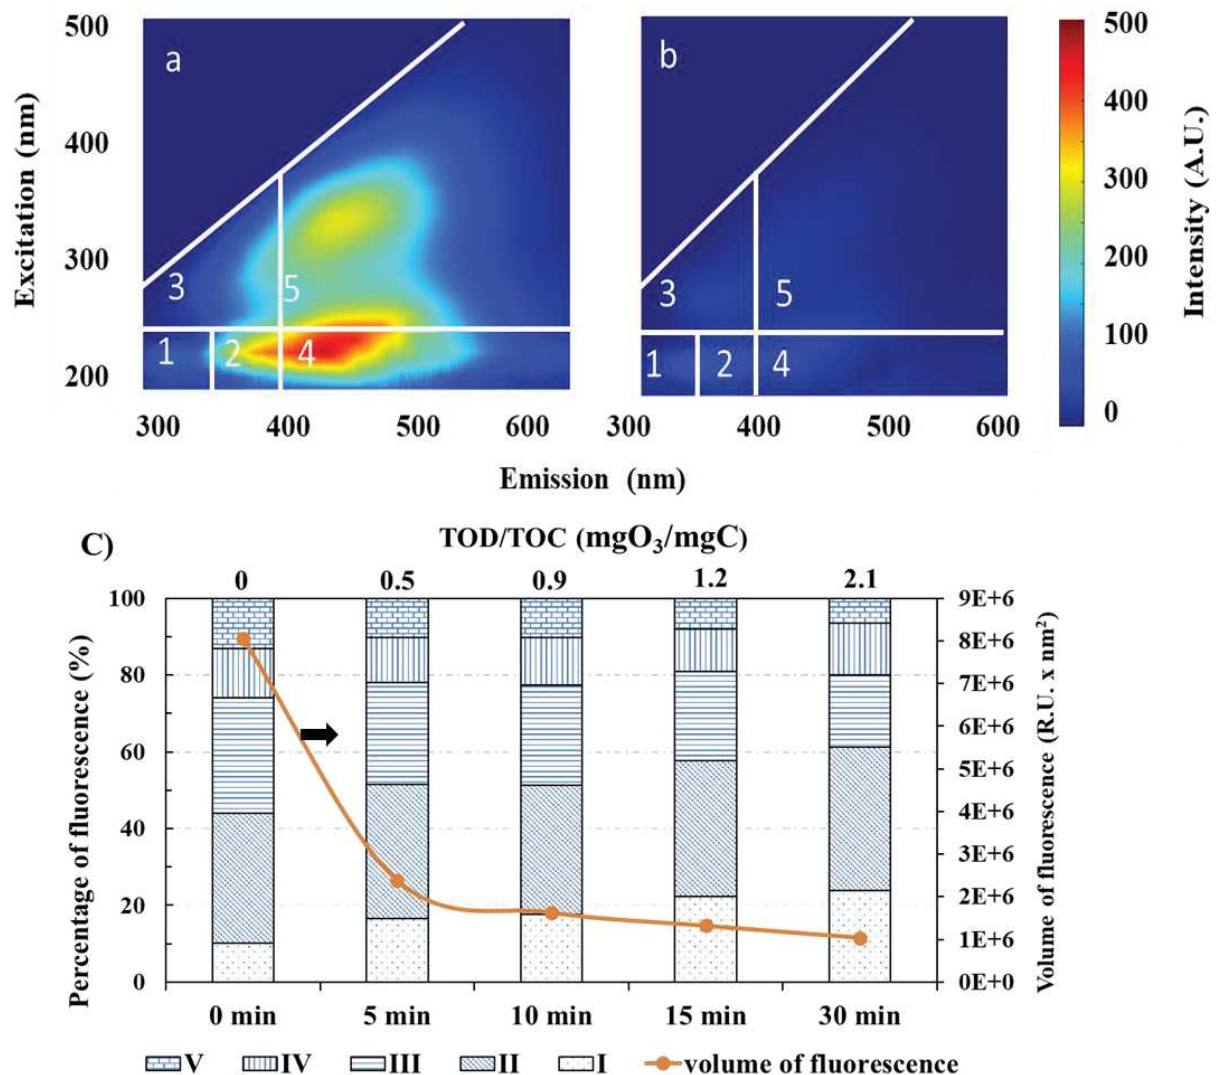 a
b
500
400
300
200
Excitation (nm)
3
5
1
2
4
3
5
1
2
4
300
400
500
600
300
400
500
600
Emission (nm)
500
400
300
200
100
0
Intensity (A.U.)
C)
TOD/TOC (mgO₃/mgC)
0
0.5
0.9
1.2
2.1
100
80
60
40
20
0
Percentage of fluorescence (%)
9E+6
8E+6
7E+6
6E+6
5E+6
4E+6
3E+6
2E+6
1E+6
0E+0
Volume of fluorescence (R.U. x nm²)
0 min
5 min
10 min
15 min
30 min
V
IV
III
II
I
volume of fluorescence